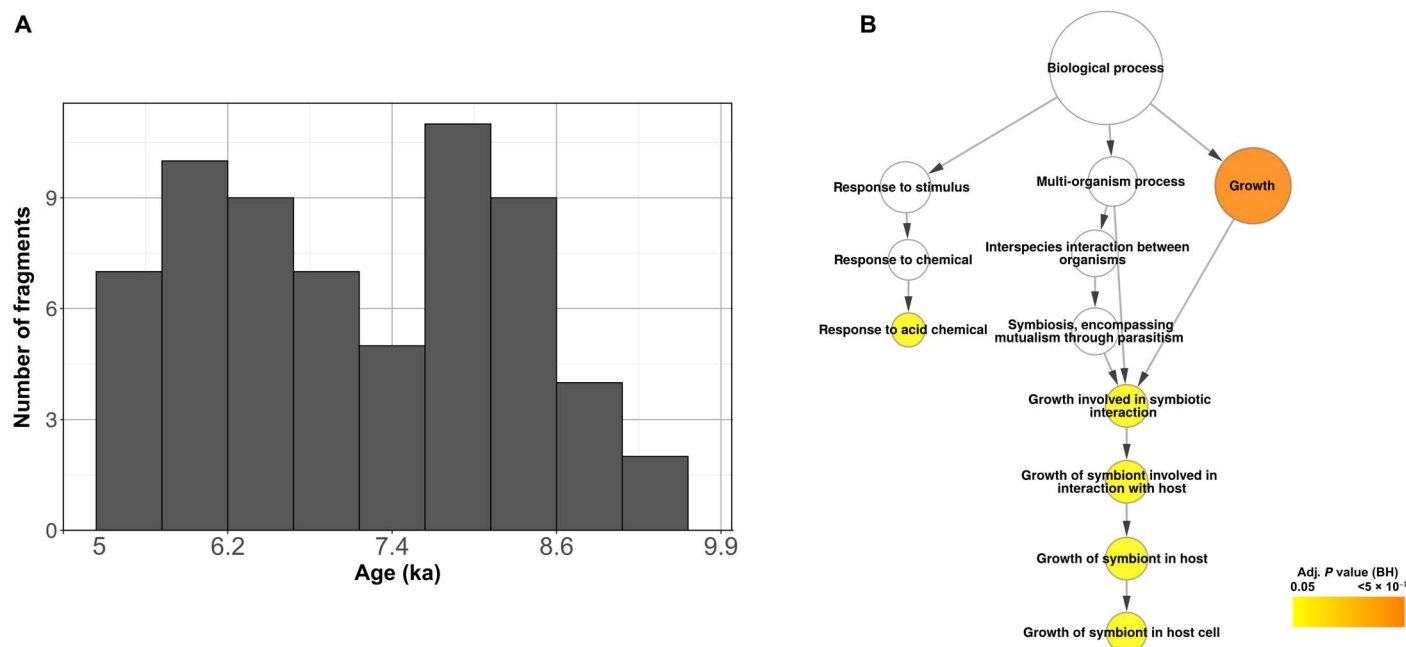 A
Number of fragments
9
6
3
0
5
6.2
7.4
8.6
9.9
Age (ka)
B
Biological process
Response to stimulus
Multi-organism process
Growth
Response to chemical
Interspecies interaction between
organisms
Response to acid chemical
Symbiosis, encompassing
mutualism through parasitism
Growth involved in symbiotic
interaction
Growth of symbiont involved in
interaction with host
Growth of symbiont in host
Growth of symbiont in host cell
Adj. P value (BH)
0.05
<5 × 10